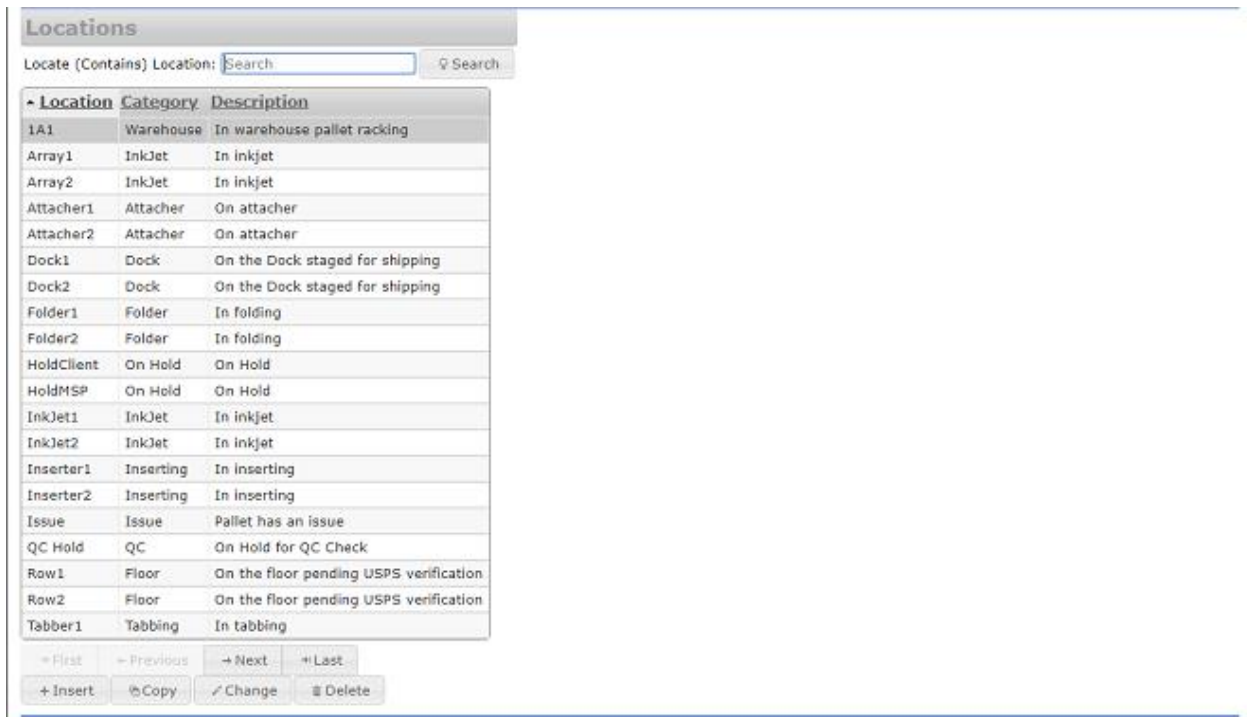 Locations
Locate (Contains) Location: Search Search
Location Category Description
1A1 Warehouse In warehouse pallet racking
Array1 InkJet In inkjet
Array2 InkJet In inkjet
Attacher1 Attacher On attacher
Attacher2 Attacher On attacher
Dock1 Dock On the Dock staged for shipping
Dock2 Dock On the Dock staged for shipping
Folder1 Folder In folding
Folder2 Folder In folding
HoldClient On Hold On Hold
HoldMSP On Hold On Hold
InkJet1 InkJet In inkjet
InkJet2 InkJet In inkjet
Inserter1 Inserting In inserting
Inserter2 Inserting In inserting
Issue Issue Pallet has an issue
QC Hold QC On Hold for QC Check
Row1 Floor On the floor pending USPS verification
Row2 Floor On the floor pending USPS verification
Tabber1 Tabbing In tabbing
First Previous Next Last
Insert Copy Change Delete